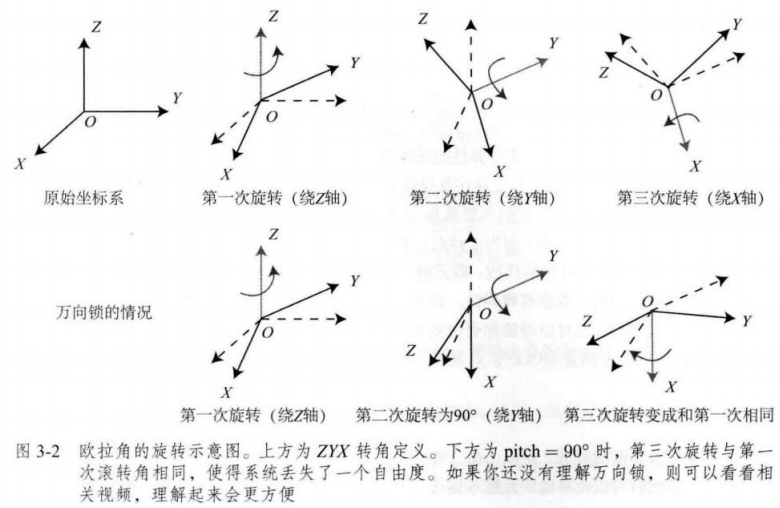 Z
Y
O
X
原始坐标系
Z
Y
O
X
第一次旋转（绕Z轴）
Z
Y
O
X
第二次旋转（绕Y轴）
Y
Z
O
X
第三次旋转（绕X轴）
万向锁的情况
Z
Y
O
X
第一次旋转（绕Z轴）
Y
O
Z
X
第二次旋转为90°（绕Y轴）
O
Z
Y
X
第三次旋转变成和第一次相同
图 3-2 欧拉角的旋转示意图。上方为 ZYX 转角定义。下方为 pitch = 90° 时，第三次旋转与第一
次滚转角相同，使得系统丢失了一个自由度。如果你还没有理解万向锁，则可以看看相
关视频，理解起来会更方便